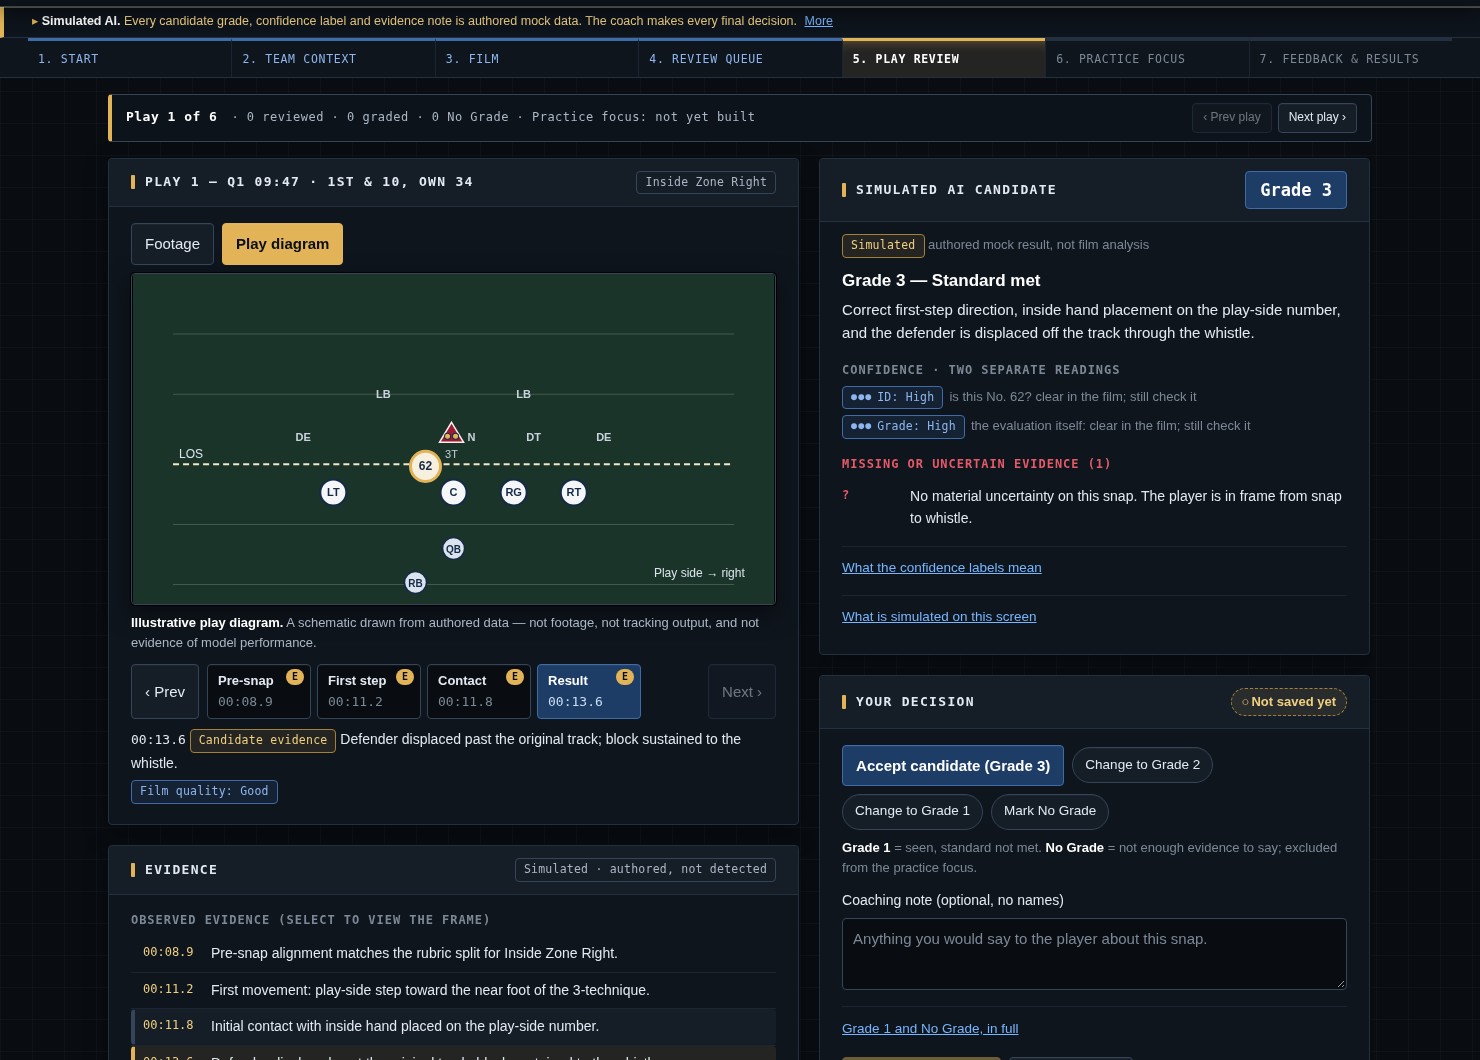 ▸ Simulated AI. Every candidate grade, confidence label and evidence note is authored mock data. The coach makes every final decision. More
1. START
2. TEAM CONTEXT
3. FILM
4. REVIEW QUEUE
5. PLAY REVIEW
6. PRACTICE FOCUS
7. FEEDBACK & RESULTS
Play 1 of 6 · 0 reviewed · 0 graded · 0 No Grade · Practice focus: not yet built
‹ Prev play
Next play ›
PLAY 1 — Q1 09:47 · 1ST & 10, OWN 34
Inside Zone Right
Footage
Play diagram
LB
LB
DE
N
DT
DE
3T
LOS
62
LT
C
RG
RT
QB
RB
Play side → right
Illustrative play diagram. A schematic drawn from authored data — not footage, not tracking output, and not
evidence of model performance.
‹ Prev
Pre-snap E
00:08.9
First step E
00:11.2
Contact E
00:11.8
Result E
00:13.6
Next ›
00:13.6 Candidate evidence Defender displaced past the original track; block sustained to the
whistle.
Film quality: Good
EVIDENCE
Simulated · authored, not detected
OBSERVED EVIDENCE (SELECT TO VIEW THE FRAME)
00:08.9 Pre-snap alignment matches the rubric split for Inside Zone Right.
00:11.2 First movement: play-side step toward the near foot of the 3-technique.
00:11.8 Initial contact with inside hand placed on the play-side number.
SIMULATED AI CANDIDATE
Grade 3
Simulated authored mock result, not film analysis
Grade 3 — Standard met
Correct first-step direction, inside hand placement on the play-side number,
and the defender is displaced off the track through the whistle.
CONFIDENCE · TWO SEPARATE READINGS
●●● ID: High is this No. 62? clear in the film; still check it
●●● Grade: High the evaluation itself: clear in the film; still check it
MISSING OR UNCERTAIN EVIDENCE (1)
? No material uncertainty on this snap. The player is in frame from snap
to whistle.
What the confidence labels mean
What is simulated on this screen
YOUR DECISION
○ Not saved yet
Accept candidate (Grade 3)
Change to Grade 2
Change to Grade 1
Mark No Grade
Grade 1 = seen, standard not met. No Grade = not enough evidence to say; excluded
from the practice focus.
Coaching note (optional, no names)
Anything you would say to the player about this snap.
Grade 1 and No Grade, in full